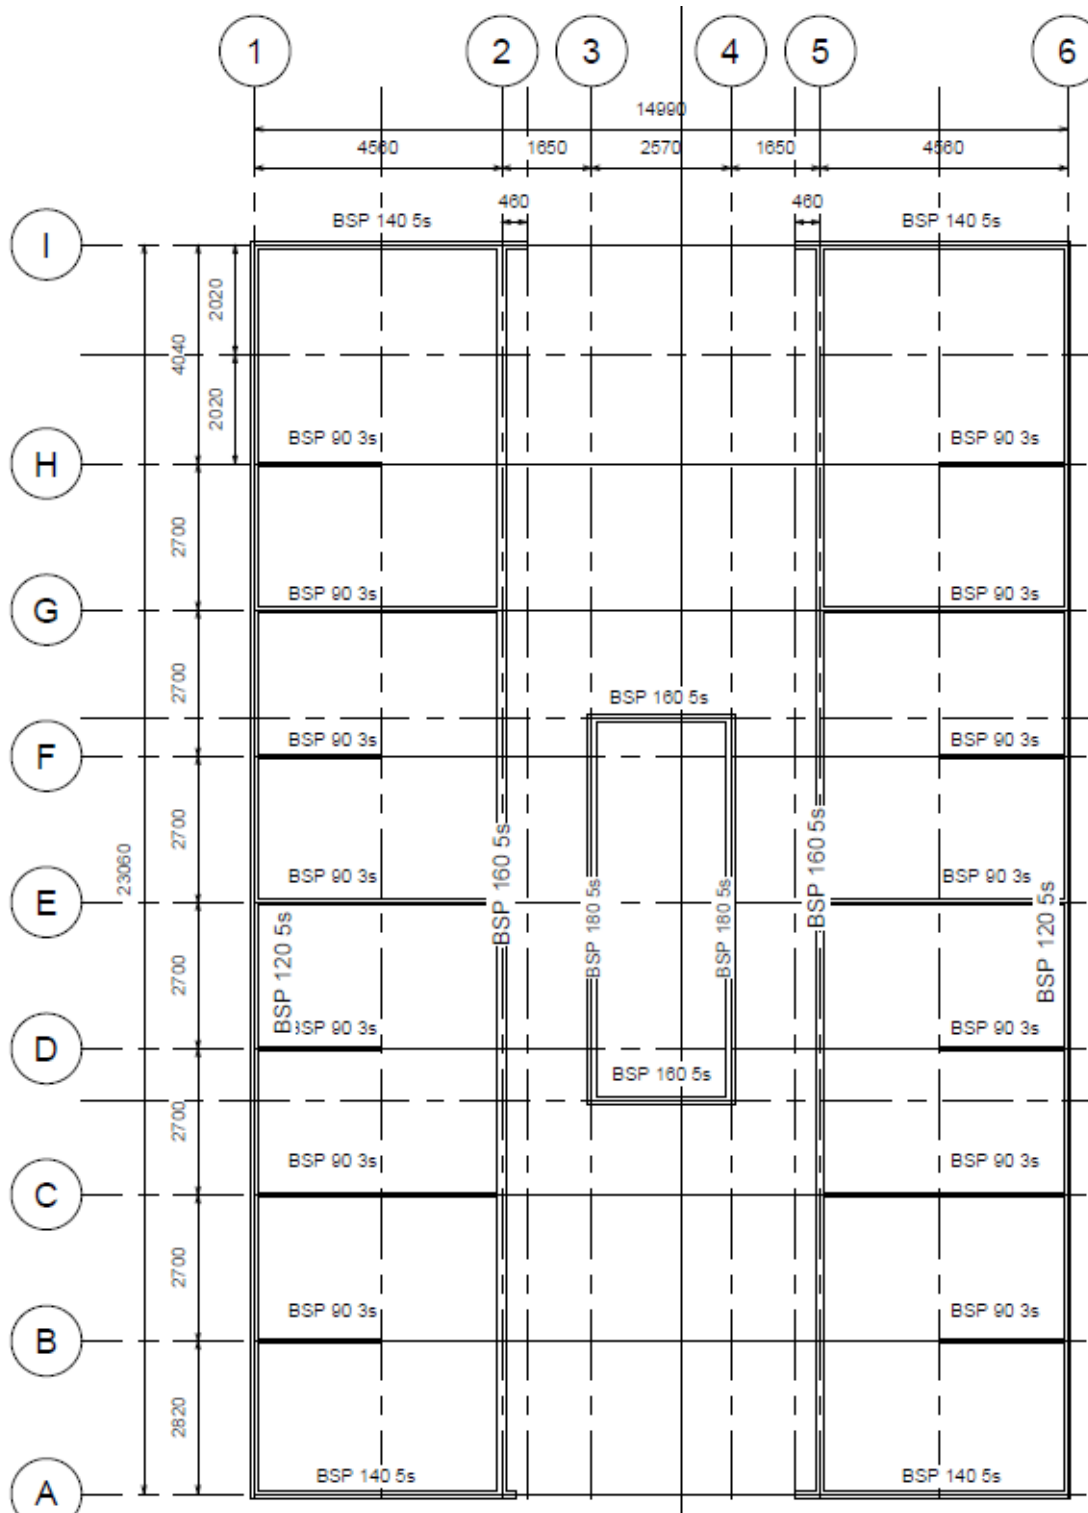 1 2 3 4 5 6
14990
4560 1650 2570 1650 4560
460 460
BSP 140 5s BSP 140 5s
I
2020
4040
2020
BSP 90 3s BSP 90 3s
H
2700
BSP 90 3s BSP 90 3s
G
2700
BSP 160 5s
BSP 90 3s BSP 90 3s
F
2700
23060
BSP 160 5s BSP 160 5s
BSP 90 3s BSP 90 3s
E
BSP 180 5s BSP 180 5s
BSP 120 5s BSP 120 5s
2700
BSP 90 3s BSP 90 3s
D
BSP 160 5s
2700
BSP 90 3s BSP 90 3s
C
2700
BSP 90 3s BSP 90 3s
B
2820
BSP 140 5s BSP 140 5s
A